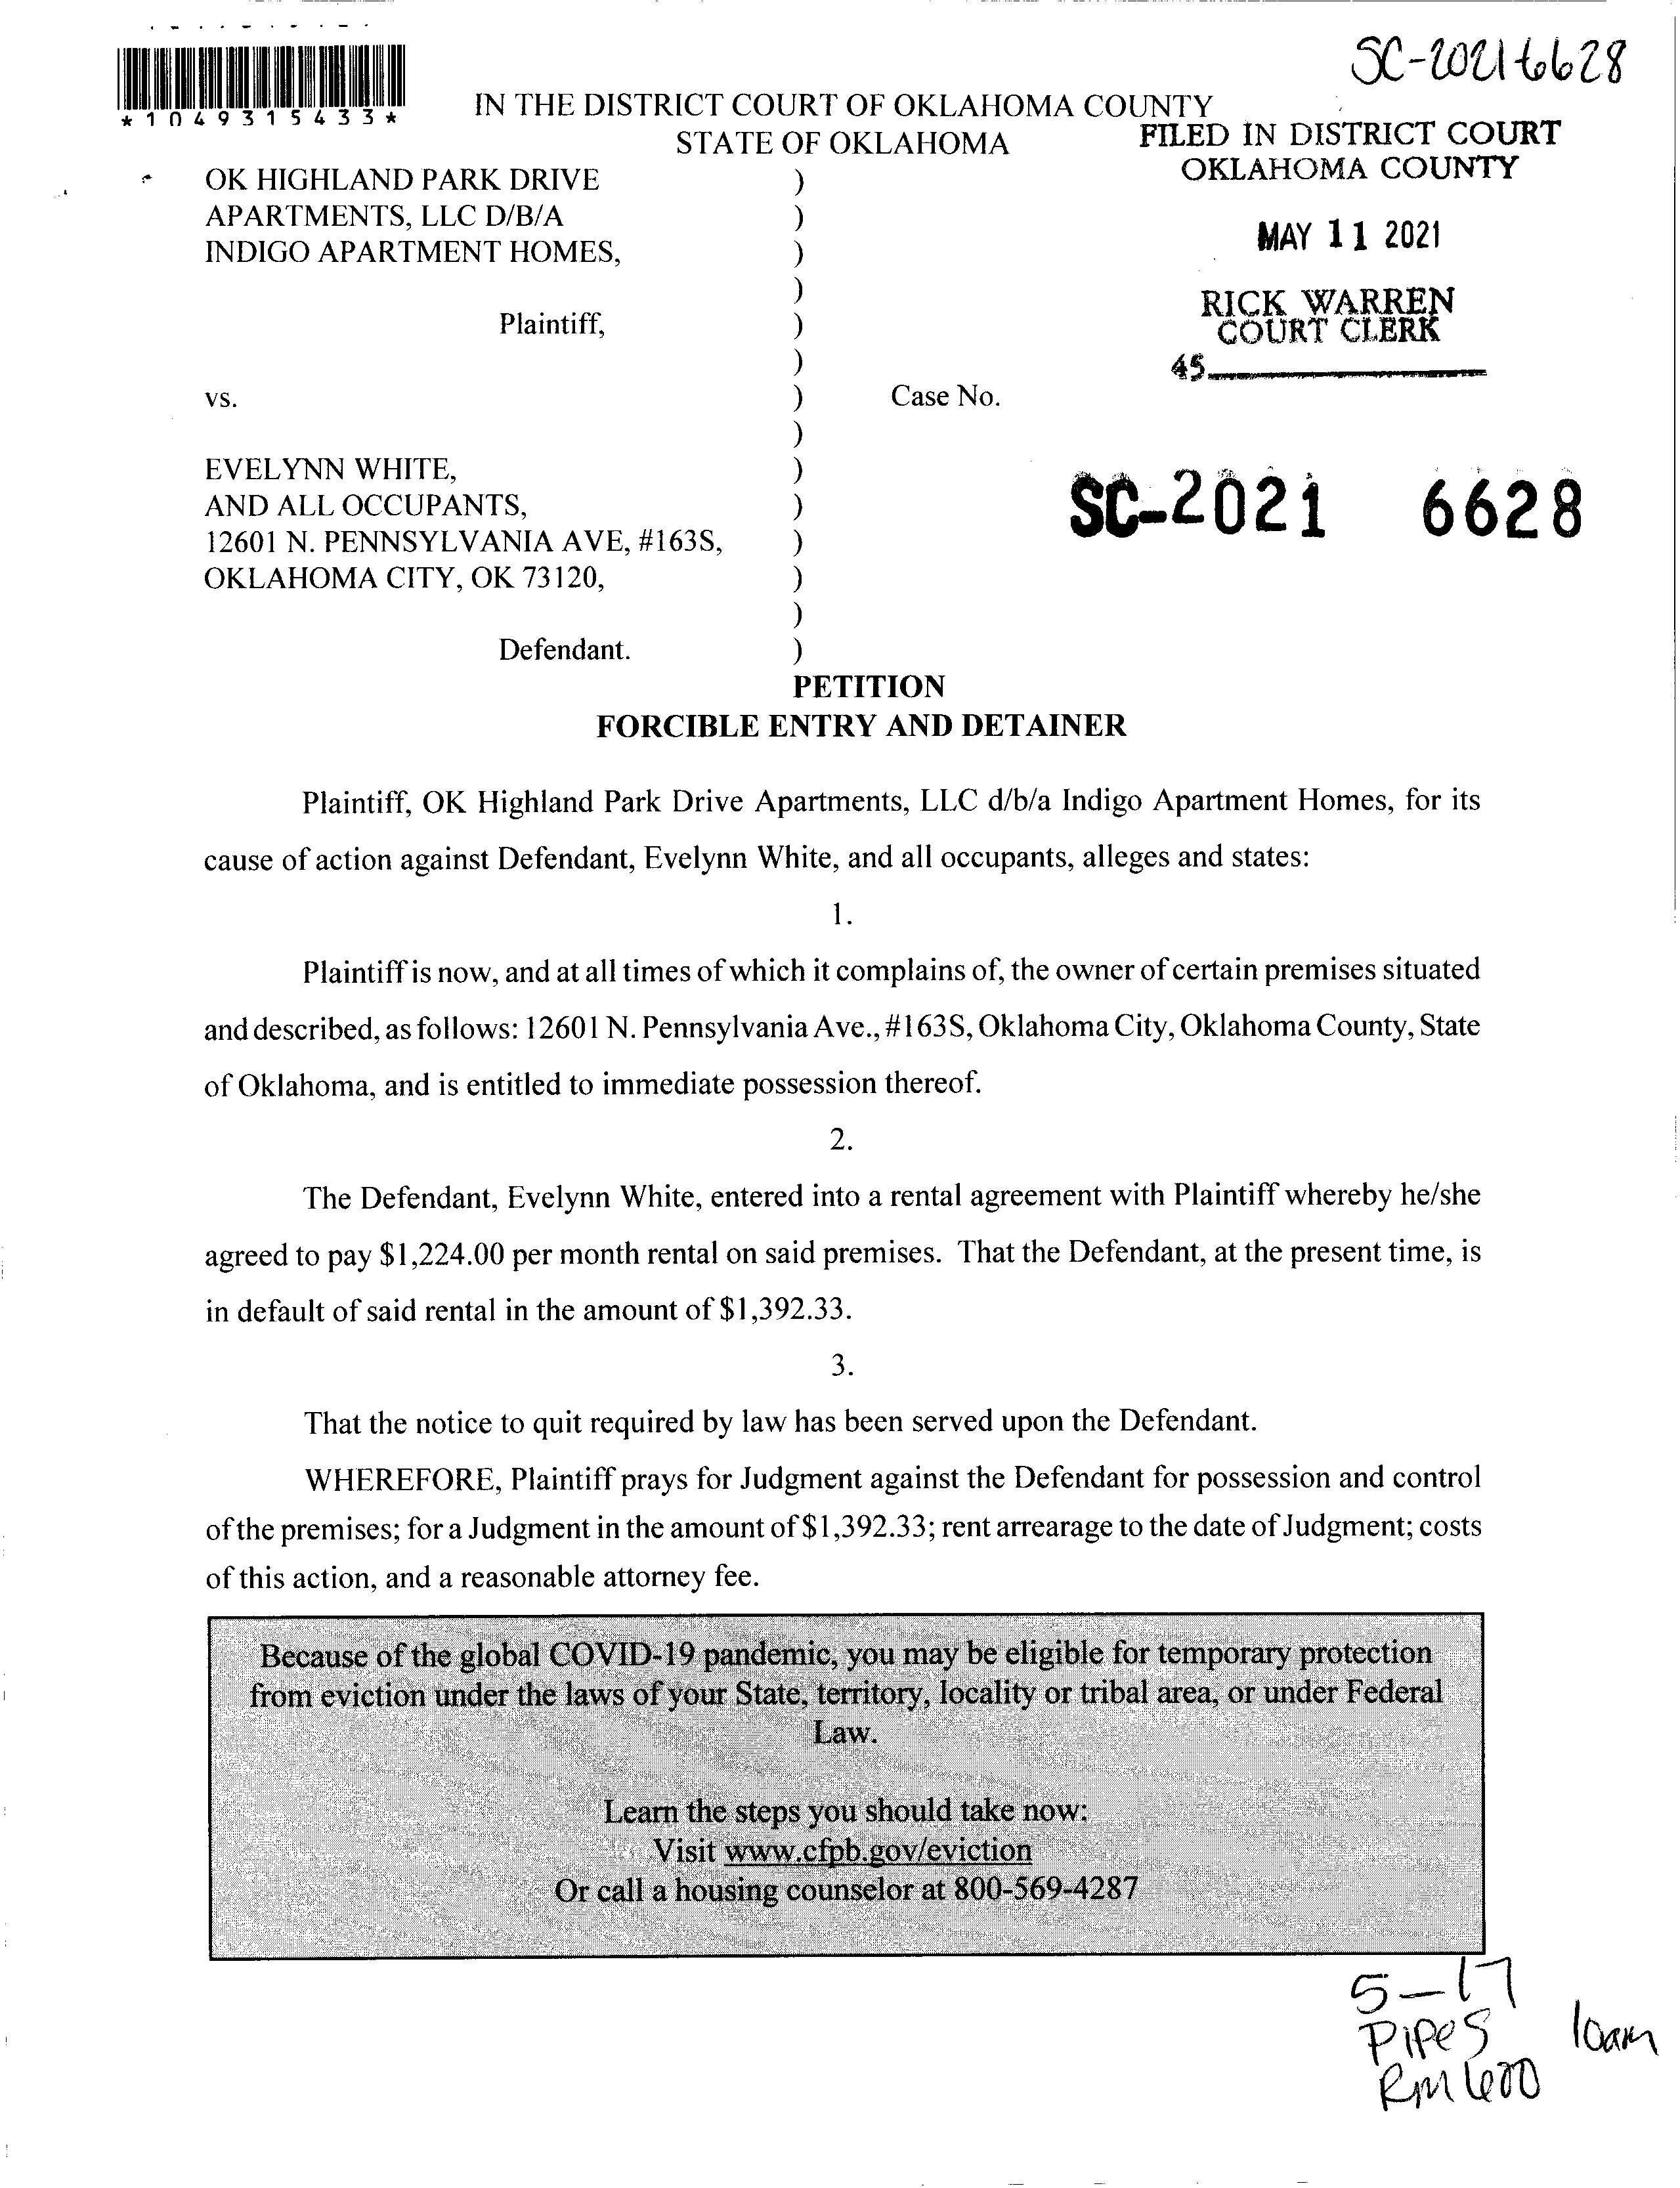 SC-2021-6628
*1049315433*
IN THE DISTRICT COURT OF OKLAHOMA COUNTY
STATE OF OKLAHOMA
FILED IN DISTRICT COURT
OKLAHOMA COUNTY
MAY 11 2021
RICK WARREN
COURT CLERK
45
OK HIGHLAND PARK DRIVE )
APARTMENTS, LLC D/B/A )
INDIGO APARTMENT HOMES, )
)
Plaintiff, )
)
vs. ) Case No.
)
EVELYNN WHITE, )
AND ALL OCCUPANTS, ) SC-2021 6628
12601 N. PENNSYLVANIA AVE, #163S, )
OKLAHOMA CITY, OK 73120, )
)
Defendant. )
PETITION
FORCIBLE ENTRY AND DETAINER
Plaintiff, OK Highland Park Drive Apartments, LLC d/b/a Indigo Apartment Homes, for its
cause of action against Defendant, Evelynn White, and all occupants, alleges and states:
1.
Plaintiff is now, and at all times of which it complains of, the owner of certain premises situated
and described, as follows: 12601 N. Pennsylvania Ave., #163S, Oklahoma City, Oklahoma County, State
of Oklahoma, and is entitled to immediate possession thereof.
2.
The Defendant, Evelynn White, entered into a rental agreement with Plaintiff whereby he/she
agreed to pay $1,224.00 per month rental on said premises. That the Defendant, at the present time, is
in default of said rental in the amount of $1,392.33.
3.
That the notice to quit required by law has been served upon the Defendant.
WHEREFORE, Plaintiff prays for Judgment against the Defendant for possession and control
of the premises; for a Judgment in the amount of $1,392.33; rent arrearage to the date of Judgment; costs
of this action, and a reasonable attorney fee.
Because of the global COVID-19 pandemic, you may be eligible for temporary protection
from eviction under the laws of your State, territory, locality or tribal area, or under Federal
Law.
Learn the steps you should take now:
Visit www.cfpb.gov/eviction
Or call a housing counselor at 800-569-4287
5-17
Pipes 10am
Rm 600